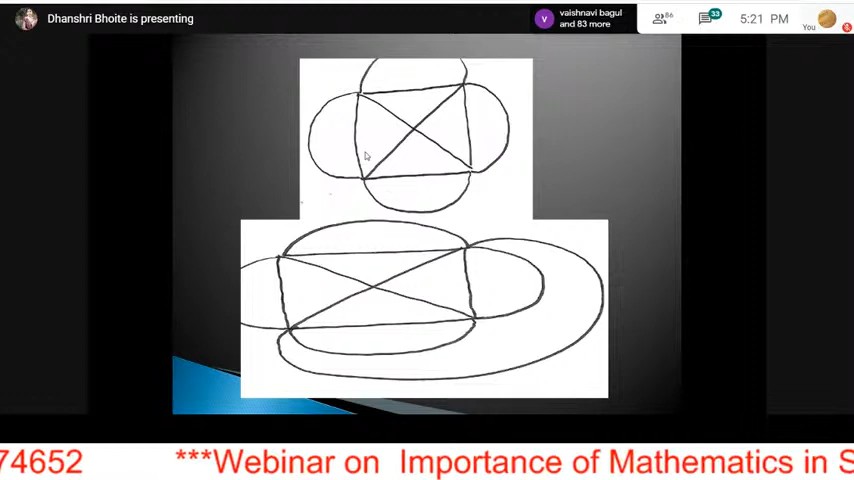 Dhanshri Bhoite is presenting
V
vaishnavi bagul
and 83 more
86
33
5:21 PM
You
74652 ***Webinar on Importance of Mathematics in S